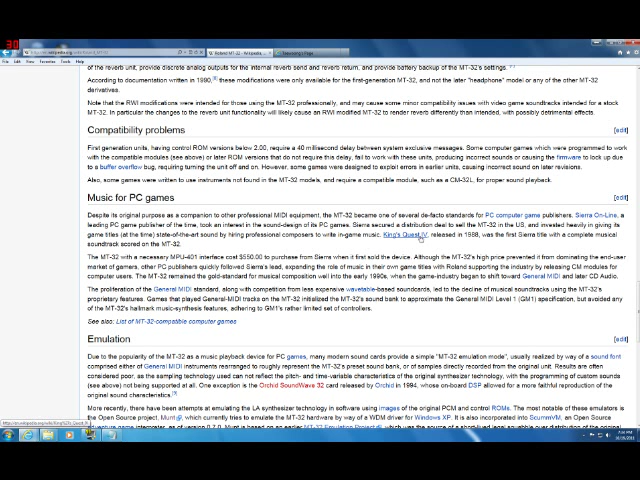 30
Roland MT-32 - Wikipedia
File Edit View Favorites Tools Help
of the reverb unit, provide discrete analog outputs for the internal reverb send and reverb return, and provide battery backup of the MT-32's settings.
According to documentation written in 1990, these modifications were only available for the first-generation MT-32, and not the later "headphone" model or any of the other MT-32
derivatives.
Note that the RWI modifications were intended for those using the MT-32 professionally, and may cause some minor compatibility issues with video game soundtracks intended for a stock
MT-32. In particular the changes to the reverb unit functionality will likely cause an RWI modified MT-32 to render reverb differently than intended, with possibly detrimental effects.
Compatibility problems [edit]
First generation units, having control ROM versions below 2.00, require a 40 millisecond delay between system exclusive messages. Some computer games which were programmed to work
with the compatible modules (see above) or later ROM versions that do not require this delay, fail to work with these units, producing incorrect sounds or causing the firmware to lock up due
to a buffer overflow bug, requiring turning the unit off and on. However, some games were designed to exploit errors in earlier units, causing incorrect sound on later revisions.
Also, some games were written to use instruments not found in the MT-32 models, and require a compatible module, such as a CM-32L, for proper sound playback.
Music for PC games [edit]
Despite its original purpose as a companion to other professional MIDI equipment, the MT-32 became one of several de-facto standards for PC computer game publishers. Sierra On-Line, a
leading PC game publisher of the time, took an interest in the sound-design of its PC games. Sierra secured a distribution deal to sell the MT-32 in the US, and invested heavily in giving its
game titles (at the time) state-of-the-art sound by hiring professional composers to write in-game music. King's Quest IV, released in 1988, was the first Sierra title with a complete musical
soundtrack scored on the MT-32.
The MT-32 with a necessary MPU-401 interface cost $550.00 to purchase from Sierra when it first sold the device. Although the MT-32's high price prevented it from dominating the end-user
market of gamers, other PC publishers quickly followed Sierra's lead, expanding the role of music in their own game titles with Roland supporting the industry by releasing CM modules for
computer users. The MT-32 remained the gold-standard for musical composition well into the early 1990s, when the game-industry began to shift toward General MIDI and later CD Audio.
The proliferation of the General MIDI standard, along with competition from less expensive wavetable-based soundcards, led to the decline of musical soundtracks using the MT-32's
proprietary features. Games that played General-MIDI tracks on the MT-32 initialized the MT-32's sound bank to approximate the General MIDI Level 1 (GM1) specification, but avoided any
of the MT-32's hallmark music-synthesis features, adhering to GM1's rather limited set of controllers.
See also: List of MT-32-compatible computer games
Emulation [edit]
Due to the popularity of the MT-32 as a music playback device for PC games, many modern sound cards provide a simple "MT-32 emulation mode", usually realized by way of a sound font
comprised either of General MIDI instruments rearranged to roughly represent the MT-32's preset sound bank, or of samples directly recorded from the original unit. Results are often
considered poor, as the sampling technology used can not reflect the pitch- and time-variable characteristics of the original synthesizer technology, with the programming of custom sounds
(see above) not being supported at all. One exception is the Orchid SoundWave 32 card released by Orchid in 1994, whose on-board DSP allowed for a more faithful reproduction of the
original sound characteristics.
More recently, there have been attempts at emulating the LA synthesizer technology in software using images of the original PCM and control ROMs. The most notable of these emulators is
the Open Source project, Munt, which currently tries to emulate the MT-32 hardware by way of a WDM driver for Windows XP. It is also incorporated into ScummVM, an Open Source
adventure game interpreter, as of version 0.7.0. Munt is based on an earlier MT-32 Emulation Project